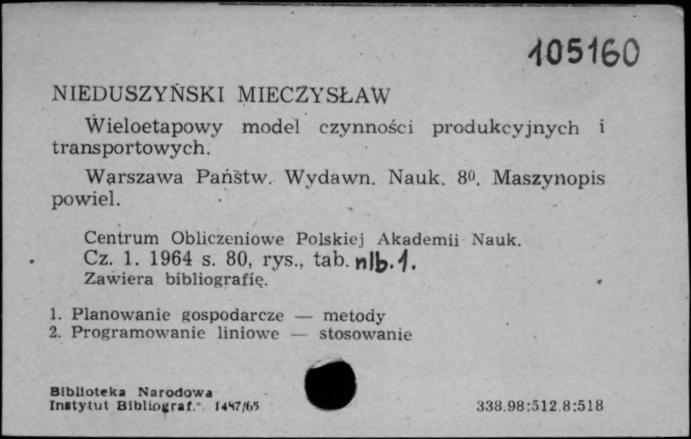 105160
NIEDUSZYŃSKI MIECZYSŁAW
Wieloetapowy model czynności produkcyjnych i
transportowych.
Warszawa Państw. Wydawn. Nauk. 8⁰. Maszynopis
powiel.
Centrum Obliczeniowe Polskiej Akademii Nauk.
Cz. 1. 1964 s. 80, rys., tab. nlb. 1.
Zawiera bibliografię.
1. Planowanie gospodarcze — metody
2. Programowanie liniowe — stosowanie
Biblioteka Narodowa
Instytut Bibliograf. 1447/65
338.98:512.8:518